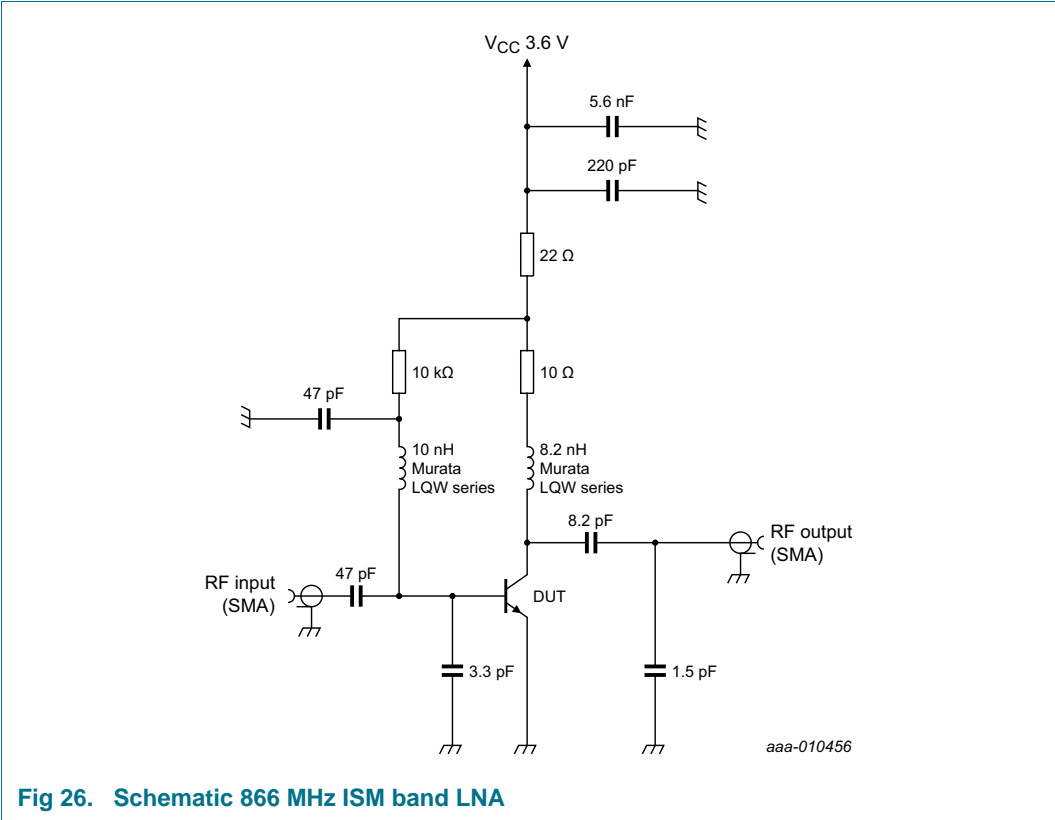 VCC 3.6 V
5.6 nF
220 pF
22 Ω
10 kΩ
10 Ω
47 pF
10 nH
Murata
LQW series
8.2 nH
Murata
LQW series
8.2 pF
RF output
(SMA)
47 pF
RF input
(SMA)
DUT
3.3 pF
1.5 pF
aaa-010456
Fig 26. Schematic 866 MHz ISM band LNA